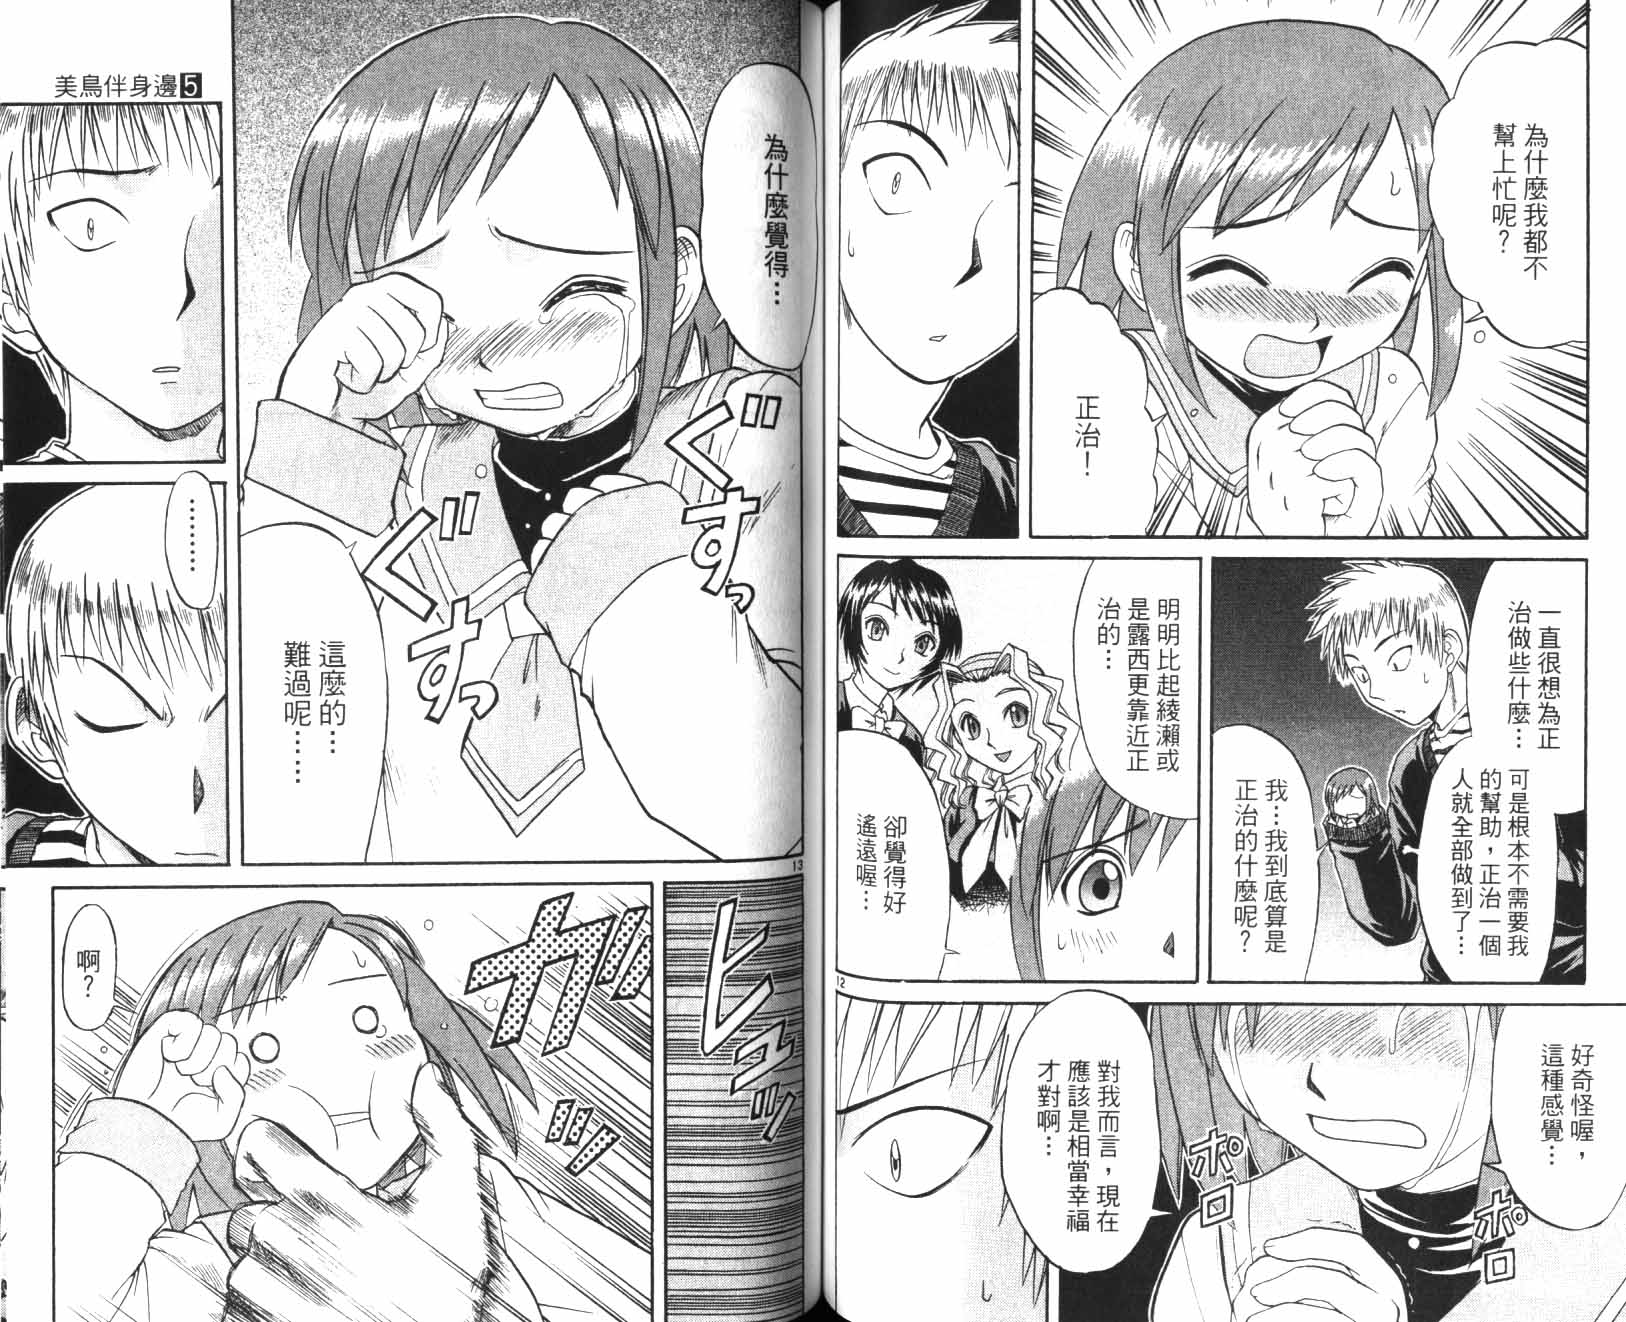 為什麼我都不
幫上忙呢？
正治！
一直很想為正
治做些什麼…
可是根本不需要我
的幫助，正治一個
人就全部做到了…
我…我到底算是
正治的什麼呢？
明明比起綾瀨或
是露西更靠近正
治的…
卻覺得好
遙遠喔…
12
好奇怪喔，
這種感覺…
ポロ
ポロ
對我而言，現在
應該是相當幸福
才對啊…
美鳥伴身邊5
為什麼覺得…
ぐすっ
ぐすっ
這麼的…
難過呢……
………
13
ヒュッ
ガッ
ガッ
啊？